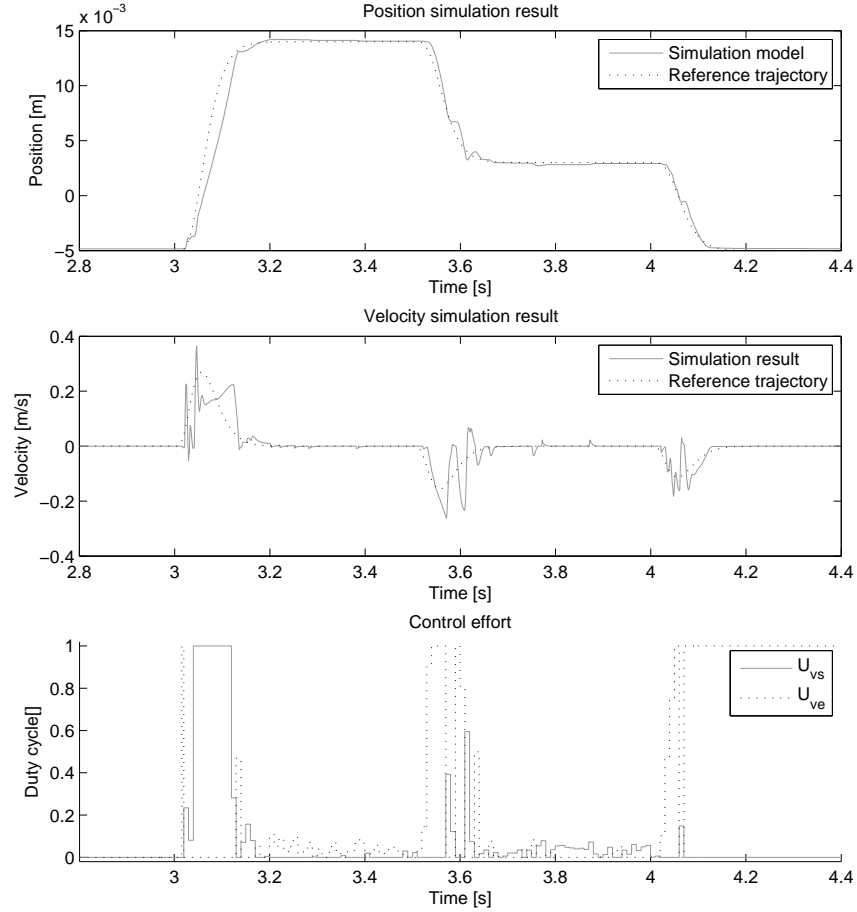 Position simulation result
x 10⁻³
15
10
5
0
−5
Position [m]
Simulation model
Reference trajectory
2.8 3 3.2 3.4 3.6 3.8 4 4.2 4.4
Time [s]
Velocity simulation result
0.4
0.2
0
−0.2
−0.4
Velocity [m/s]
Simulation result
Reference trajectory
2.8 3 3.2 3.4 3.6 3.8 4 4.2 4.4
Time [s]
Control effort
1
0.8
0.6
0.4
0.2
0
Duty cycle[]
U_vs
U_ve
2.8 3 3.2 3.4 3.6 3.8 4 4.2 4.4
Time [s]